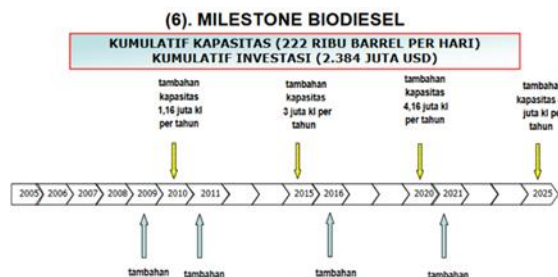 (6). MILESTONE BIODIESEL
KUMULATIF KAPASITAS (222 RIBU BARREL PER HARI)
KUMULATIF INVESTASI (2.384 JUTA USD)
tambahan
kapasitas
1,16 juta kl
per tahun
tambahan
kapasitas
3 juta kl per
tahun
tambahan
kapasitas
4,16 juta kl
per tahun
tambaha
kapasitas
juta kl per
tahun
2005 2006 2007 2008 2009 2010 2011 2015 2016 2020 2021 2025
tambahan
tambahan
tambahan
tambahan